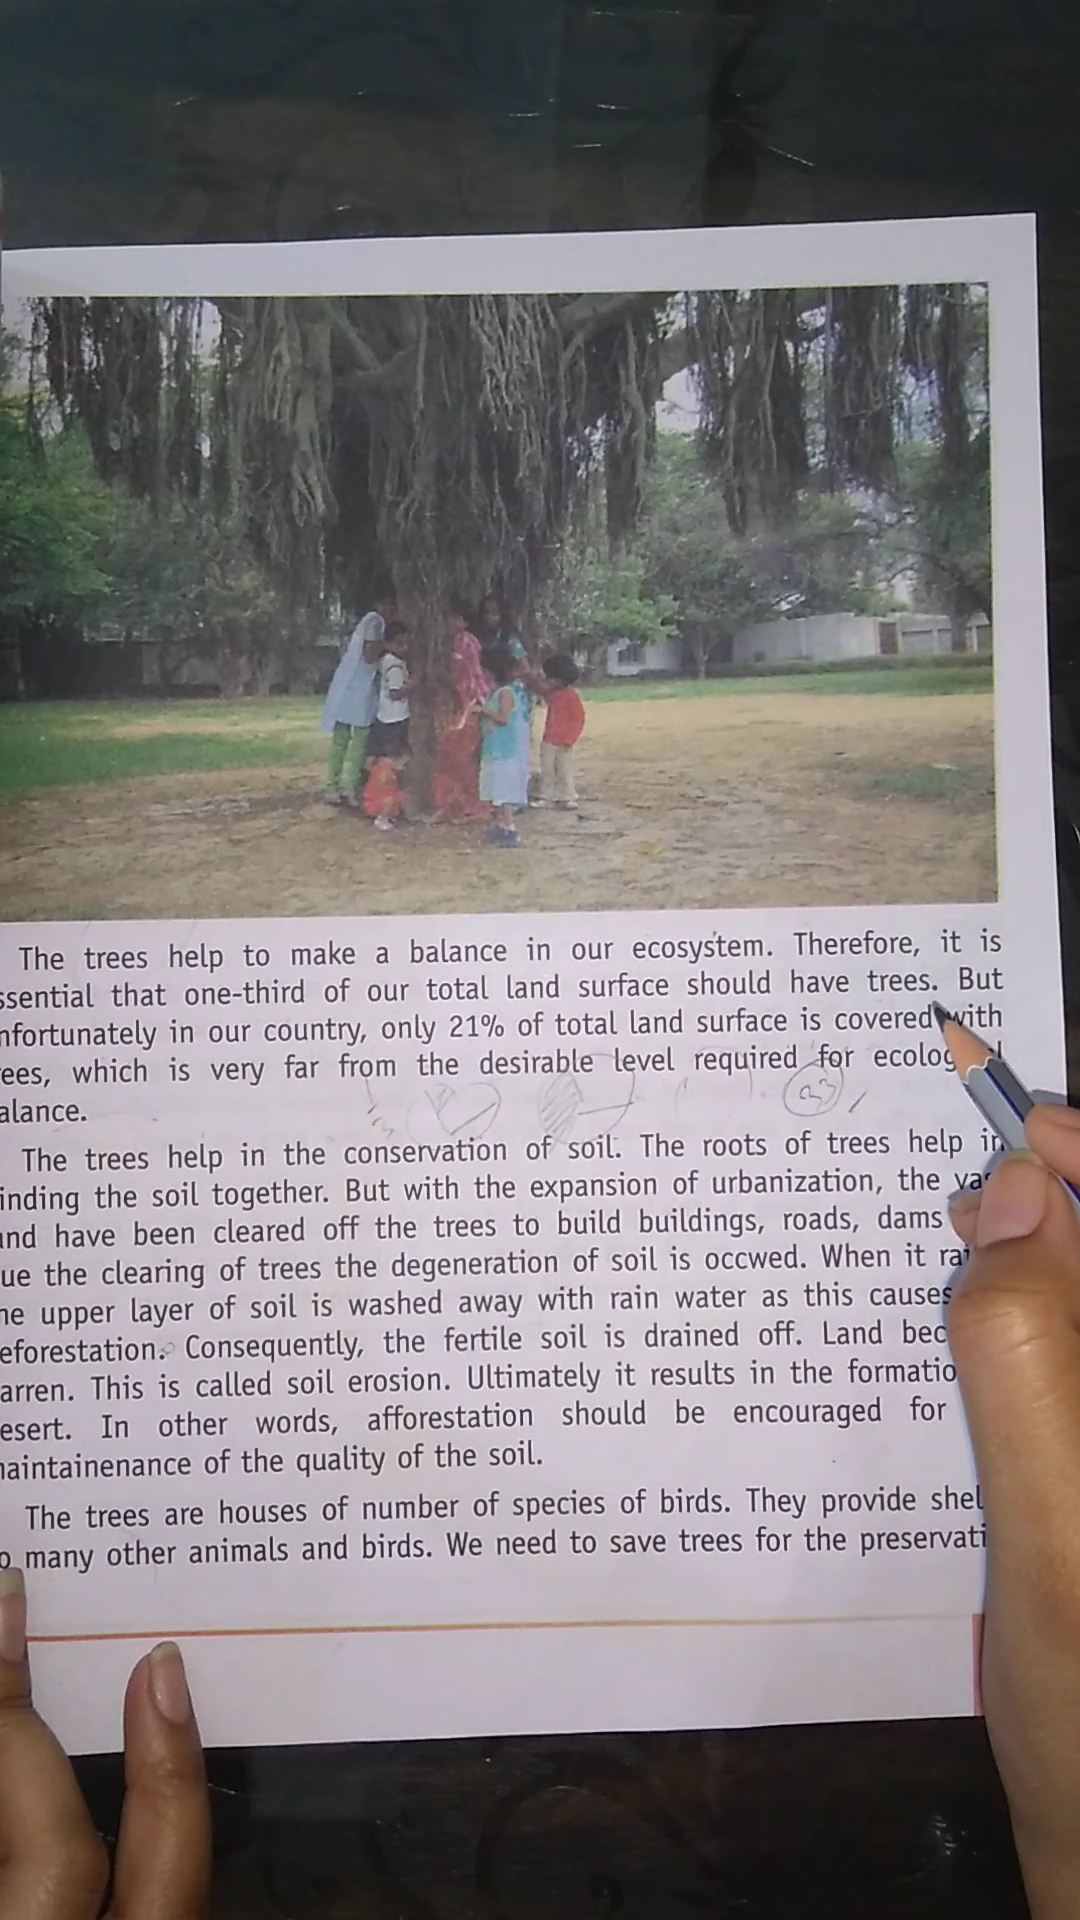 The trees help to make a balance in our ecosystem. Therefore, it is
ssential that one-third of our total land surface should have trees. But
nfortunately in our country, only 21% of total land surface is covered with
ees, which is very far from the desirable level required for ecolog
alance.
The trees help in the conservation of soil. The roots of trees help in
inding the soil together. But with the expansion of urbanization, the va
and have been cleared off the trees to build buildings, roads, dams
ue the clearing of trees the degeneration of soil is occwed. When it rai
he upper layer of soil is washed away with rain water as this causes
eforestation. Consequently, the fertile soil is drained off. Land bec
arren. This is called soil erosion. Ultimately it results in the formatio
esert. In other words, afforestation should be encouraged for
aintainenance of the quality of the soil.
The trees are houses of number of species of birds. They provide shel
o many other animals and birds. We need to save trees for the preservati